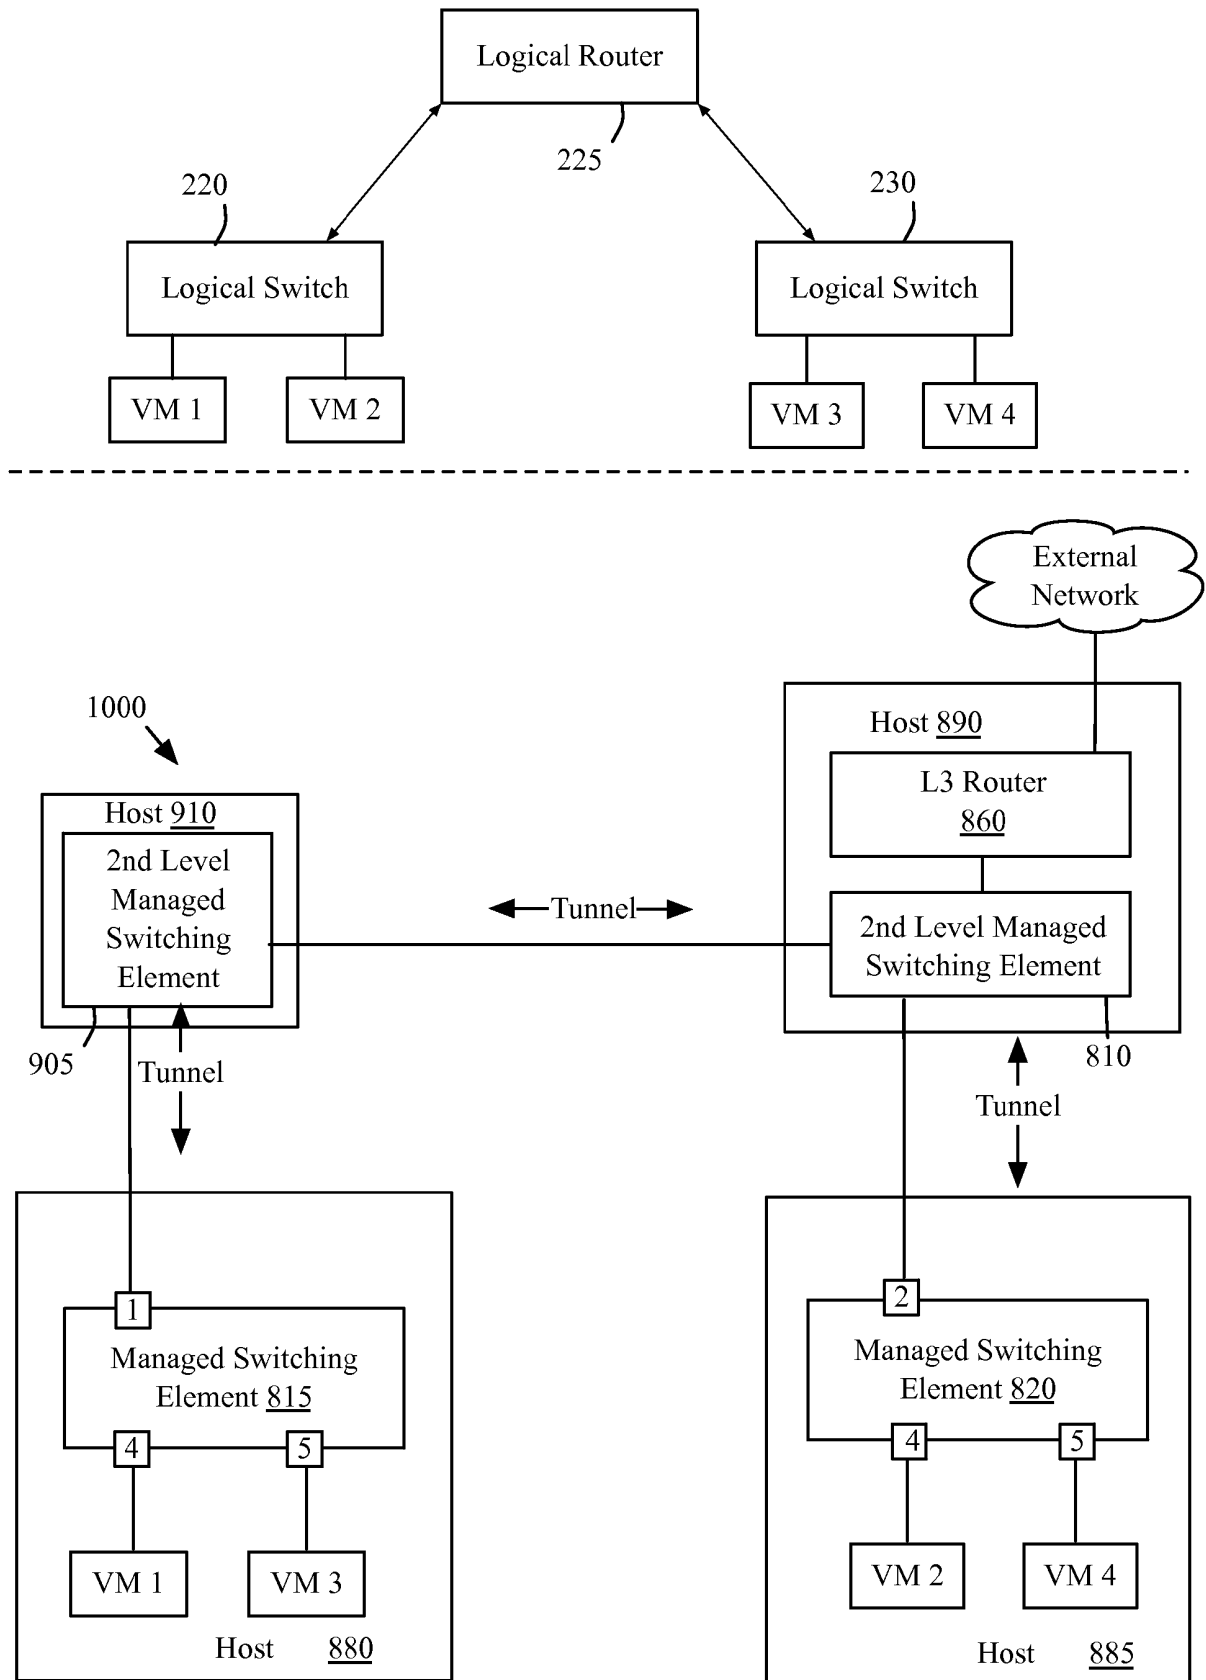 Logical Router
225
220
230
Logical Switch
Logical Switch
VM 1
VM 2
VM 3
VM 4
External
Network
1000
Host 890
L3 Router
860
Host 910
2nd Level
Managed
Switching
Element
Tunnel
2nd Level Managed
Switching Element
905
810
Tunnel
Tunnel
1
Managed Switching
Element 815
4
5
2
Managed Switching
Element 820
4
5
VM 1
VM 3
Host 880
VM 2
VM 4
Host 885